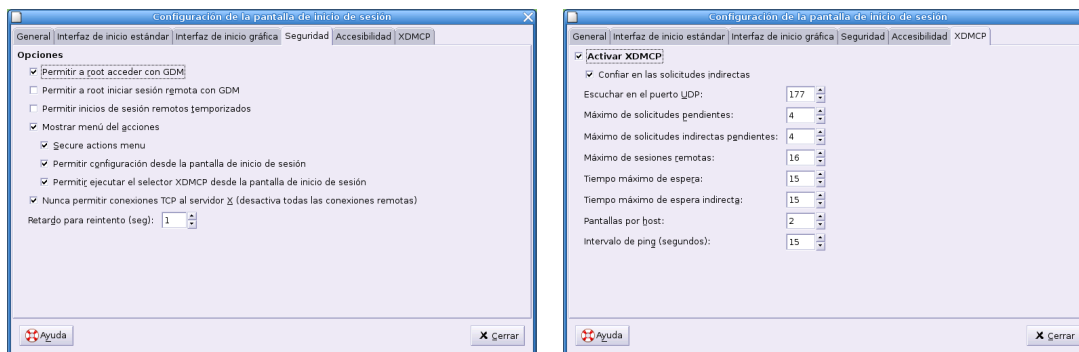 Configuración de la pantalla de inicio de sesión
General Interfaz de inicio estándar Interfaz de inicio gráfica Seguridad Accesibilidad XDMCP
Opciones
Permitir a root acceder con GDM
Permitir a root iniciar sesión remota con GDM
Permitir inicios de sesión remotos temporizados
Mostrar menú del acciones
Secure actions menu
Permitir configuración desde la pantalla de inicio de sesión
Permitir ejecutar el selector XDMCP desde la pantalla de inicio de sesión
Nunca permitir conexiones TCP al servidor X (desactiva todas las conexiones remotas)
Retardo para reintento (seg): 1
Ayuda
Cerrar
Configuración de la pantalla de inicio de sesión
General Interfaz de inicio estándar Interfaz de inicio gráfica Seguridad Accesibilidad XDMCP
Activar XDMCP
Confiar en las solicitudes indirectas
Escuchar en el puerto UDP: 177
Máximo de solicitudes pendientes: 4
Máximo de solicitudes indirectas pendientes: 4
Máximo de sesiones remotas: 16
Tiempo máximo de espera: 15
Tiempo máximo de espera indirecta: 15
Pantallas por host: 2
Intervalo de ping (segundos): 15
Ayuda
Cerrar